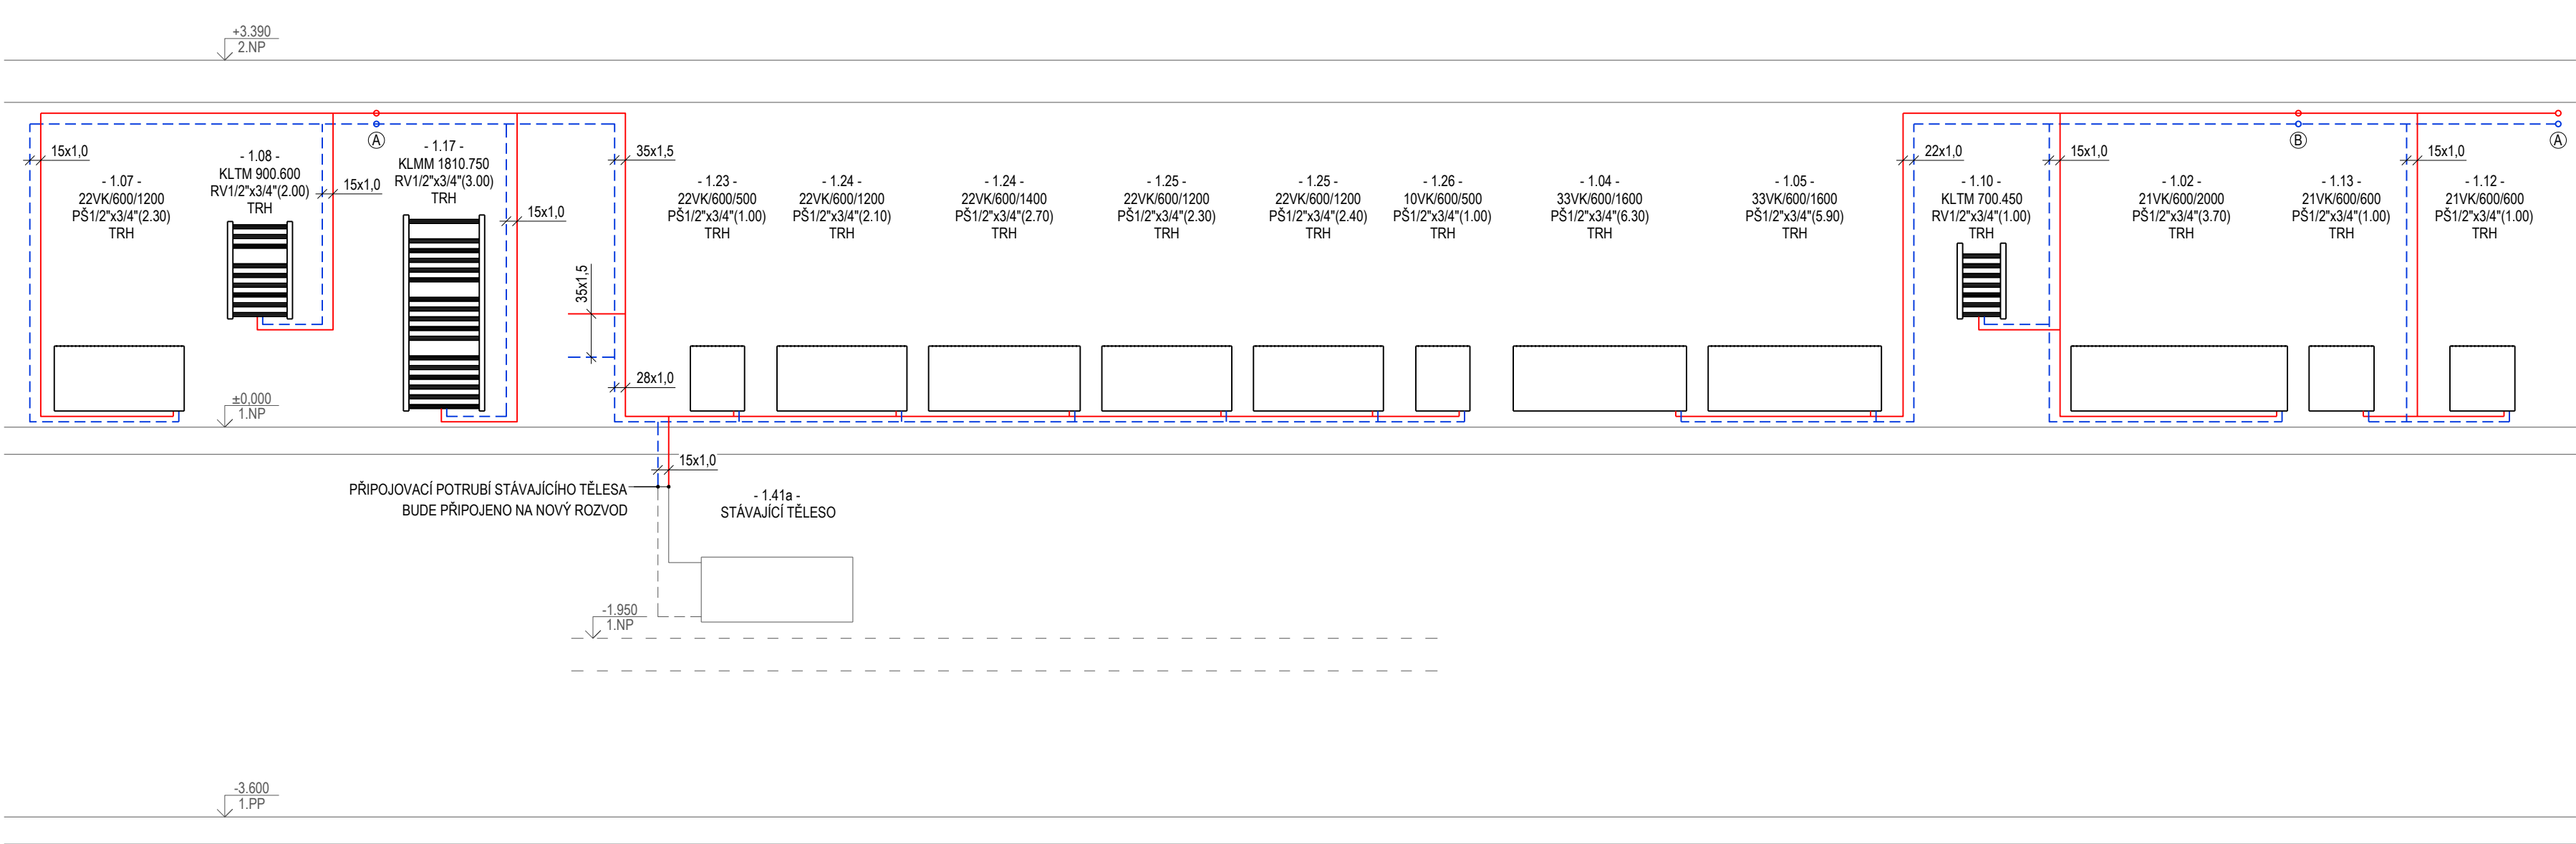 +3.390
2.NP
A
B
A
15x1,0
- 1.07 -
22VK/600/1200
PŠ1/2"x3/4"(2.30)
TRH
- 1.08 -
KLTM 900.600
RV1/2"x3/4"(2.00)
TRH
15x1,0
- 1.17 -
KLMM 1810.750
RV1/2"x3/4"(3.00)
TRH
15x1,0
35x1,5
35x1,5
28x1,0
- 1.23 -
22VK/600/500
PŠ1/2"x3/4"(1.00)
TRH
- 1.24 -
22VK/600/1200
PŠ1/2"x3/4"(2.10)
TRH
- 1.24 -
22VK/600/1400
PŠ1/2"x3/4"(2.70)
TRH
- 1.25 -
22VK/600/1200
PŠ1/2"x3/4"(2.30)
TRH
- 1.25 -
22VK/600/1200
PŠ1/2"x3/4"(2.40)
TRH
- 1.26 -
10VK/600/500
PŠ1/2"x3/4"(1.00)
TRH
- 1.04 -
33VK/600/1600
PŠ1/2"x3/4"(6.30)
TRH
- 1.05 -
33VK/600/1600
PŠ1/2"x3/4"(5.90)
TRH
22x1,0
- 1.10 -
KLTM 700.450
RV1/2"x3/4"(1.00)
TRH
15x1,0
- 1.02 -
21VK/600/2000
PŠ1/2"x3/4"(3.70)
TRH
- 1.13 -
21VK/600/600
PŠ1/2"x3/4"(1.00)
TRH
15x1,0
- 1.12 -
21VK/600/600
PŠ1/2"x3/4"(1.00)
TRH
±0,000
1.NP
15x1,0
PŘIPOJOVACÍ POTRUBÍ STÁVAJÍCÍHO TĚLESA
BUDE PŘIPOJENO NA NOVÝ ROZVOD
- 1.41a -
STÁVAJÍCÍ TĚLESO
-1.950
1.NP
-3.600
1.PP